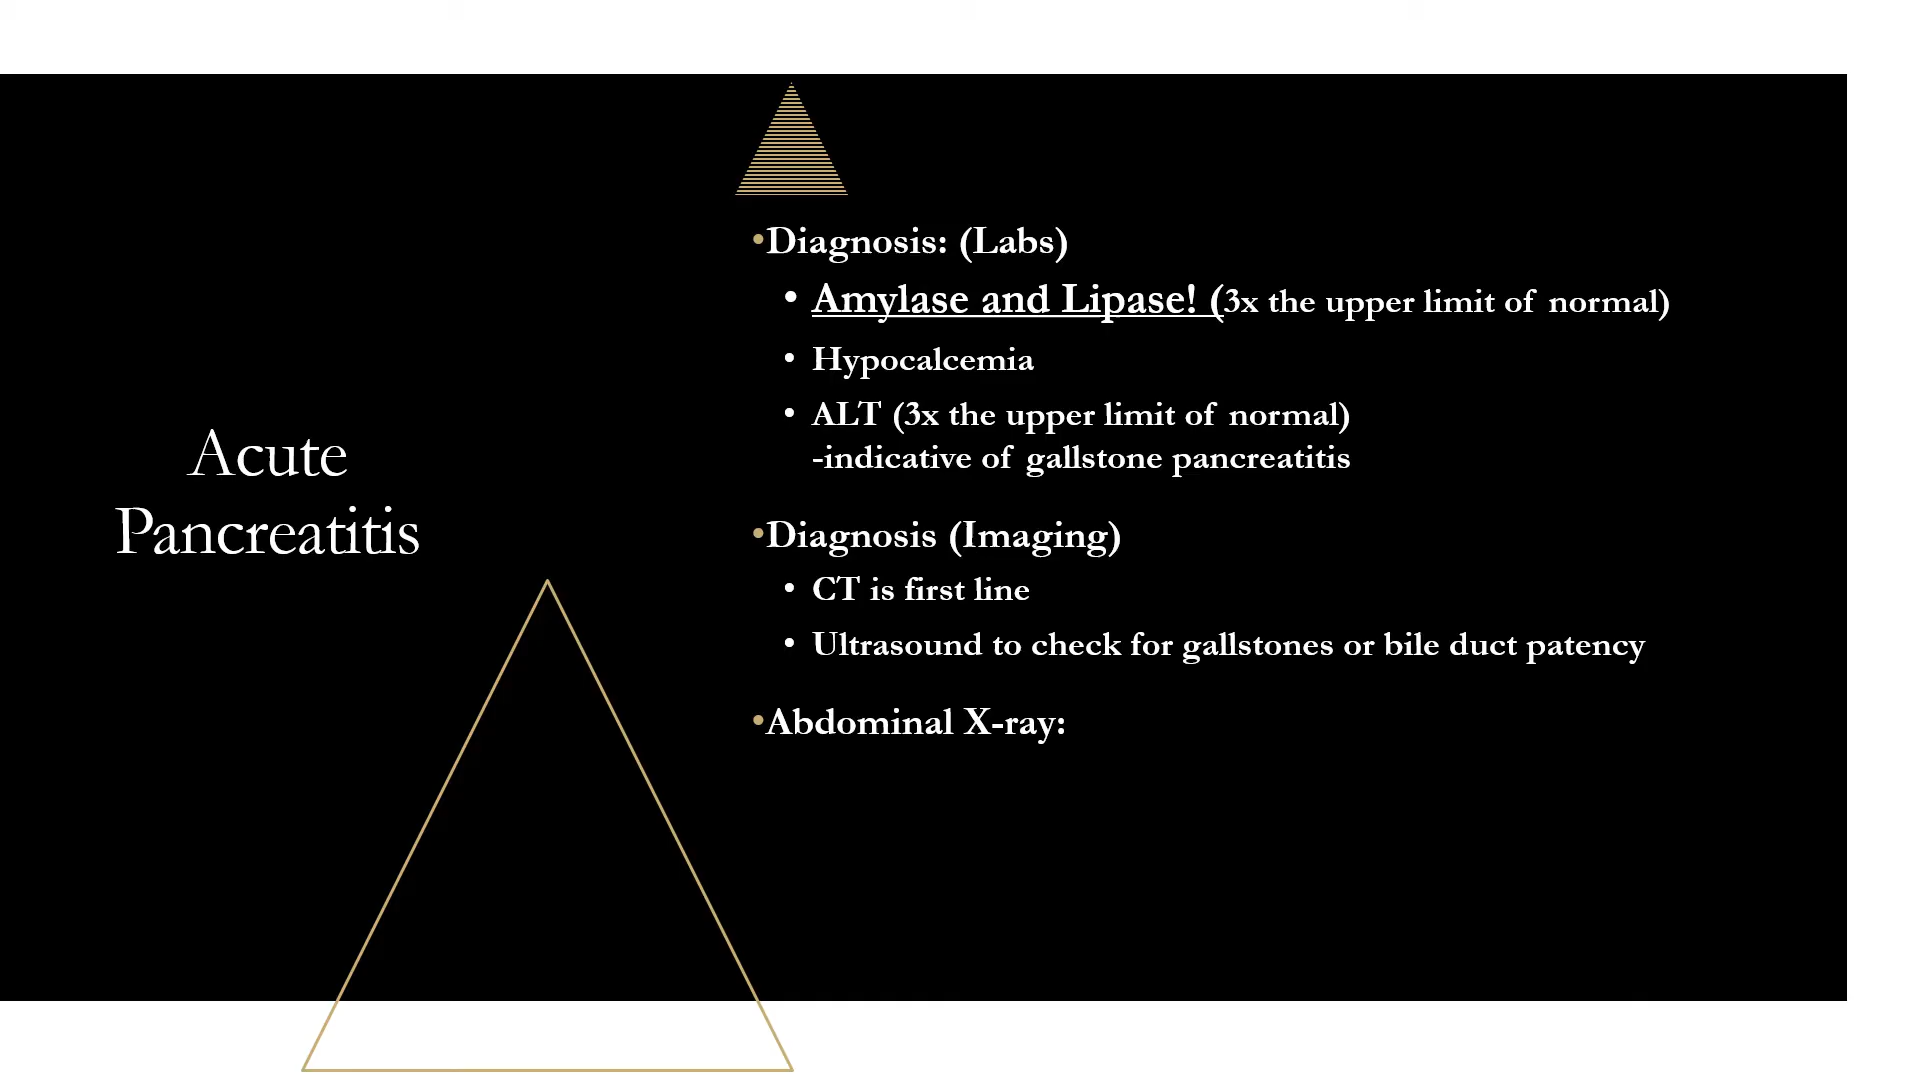 Acute
Pancreatitis
•Diagnosis: (Labs)
• Amylase and Lipase! (3x the upper limit of normal)
• Hypocalcemia
• ALT (3x the upper limit of normal)
-indicative of gallstone pancreatitis
•Diagnosis (Imaging)
• CT is first line
• Ultrasound to check for gallstones or bile duct patency
•Abdominal X-ray: